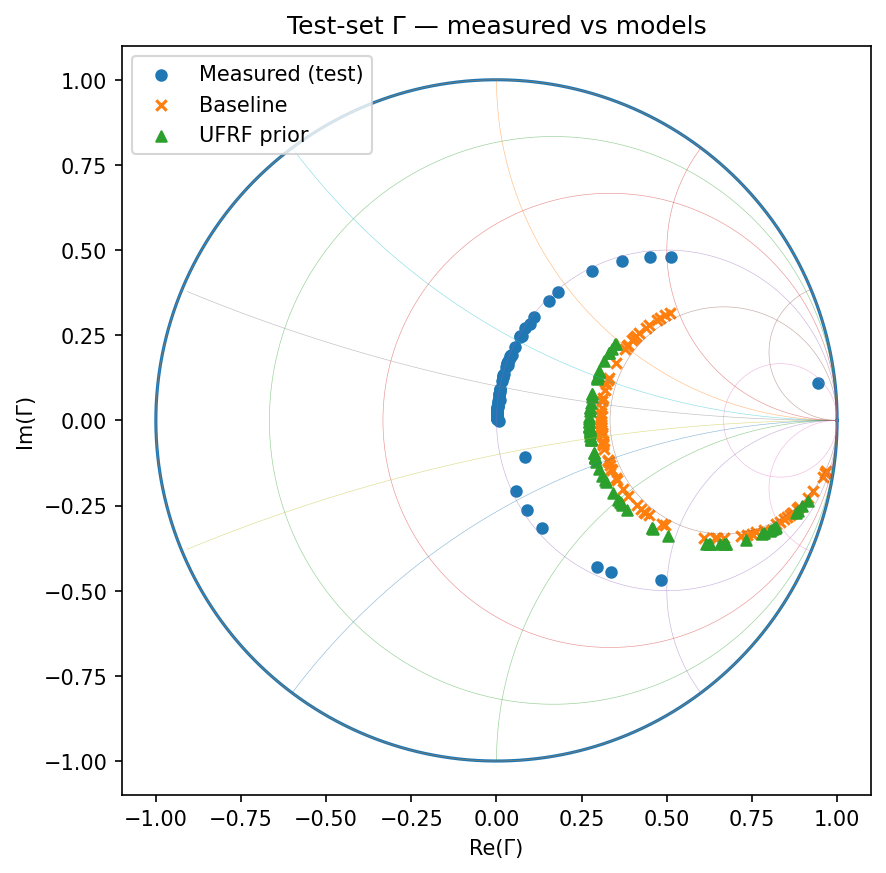 Test-set Γ — measured vs models
Measured (test)
Baseline
UFRF prior
1.00
0.75
0.50
0.25
0.00
−0.25
−0.50
−0.75
−1.00
Im(Γ)
−1.00 −0.75 −0.50 −0.25 0.00 0.25 0.50 0.75 1.00
Re(Γ)